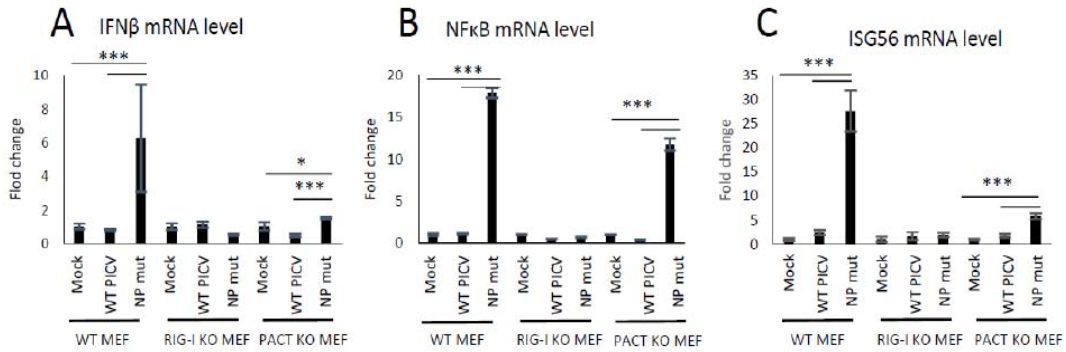 A IFNβ mRNA level
***
*
***
Flod change
10
8
6
4
2
0
Mock
WT PICV
NP mut
Mock
WT PICV
NP mut
Mock
WT PICV
NP mut
WT MEF RIG-I KO MEF PACT KO MEF
B NFκB mRNA level
***
***
Fold change
20
15
10
5
0
Mock
WT PICV
NP mut
Mock
WT PICV
NP mut
Mock
WT PICV
NP mut
WT MEF RIG-I KO MEF PACT KO MEF
C ISG56 mRNA level
***
***
Fold change
35
30
25
20
15
10
5
0
Mock
WT PICV
NP mut
Mock
WT PICV
NP mut
Mock
WT PICV
NP mut
WT MEF RIG-I KO MEF PACT KO MEF